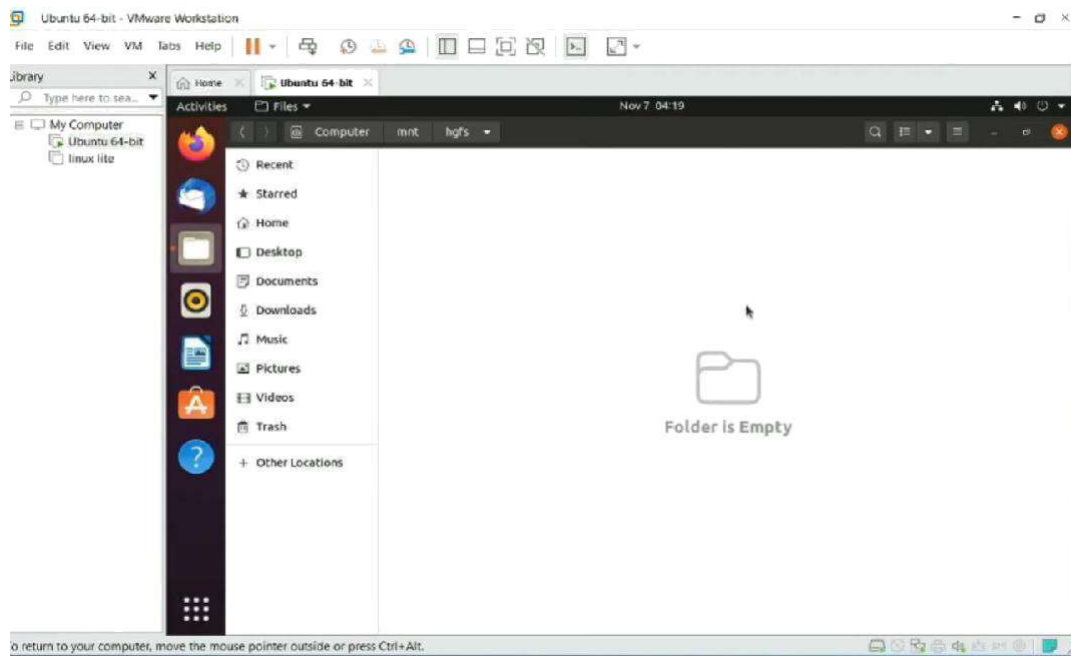 Ubuntu 64-bit - VMware Workstation
File Edit View VM Tabs Help
Library X
Type here to sea...
My Computer
Ubuntu 64-bit
linux lite
Home
Ubuntu 64-bit
Activities Files Nov 7 04:19
Computer mnt hgfs
Recent
Starred
Home
Desktop
Documents
Downloads
Music
Pictures
Videos
Trash
+ Other Locations
Folder is Empty
o return to your computer, move the mouse pointer outside or press Ctrl+Alt.